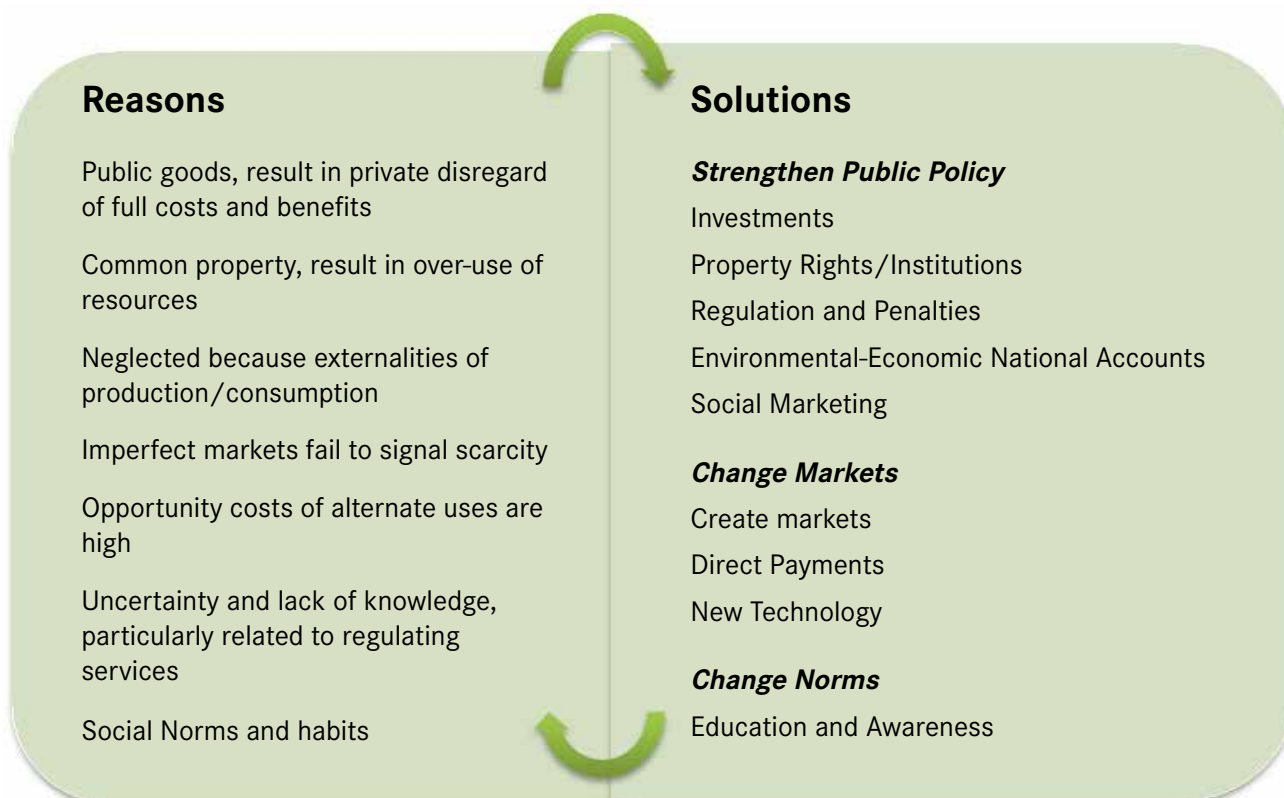 Reasons
Public goods, result in private disregard
of full costs and benefits
Common property, result in over-use of
resources
Neglected because externalities of
production/consumption
Imperfect markets fail to signal scarcity
Opportunity costs of alternate uses are
high
Uncertainty and lack of knowledge,
particularly related to regulating
services
Social Norms and habits
Solutions
Strengthen Public Policy
Investments
Property Rights/Institutions
Regulation and Penalties
Environmental-Economic National Accounts
Social Marketing
Change Markets
Create markets
Direct Payments
New Technology
Change Norms
Education and Awareness